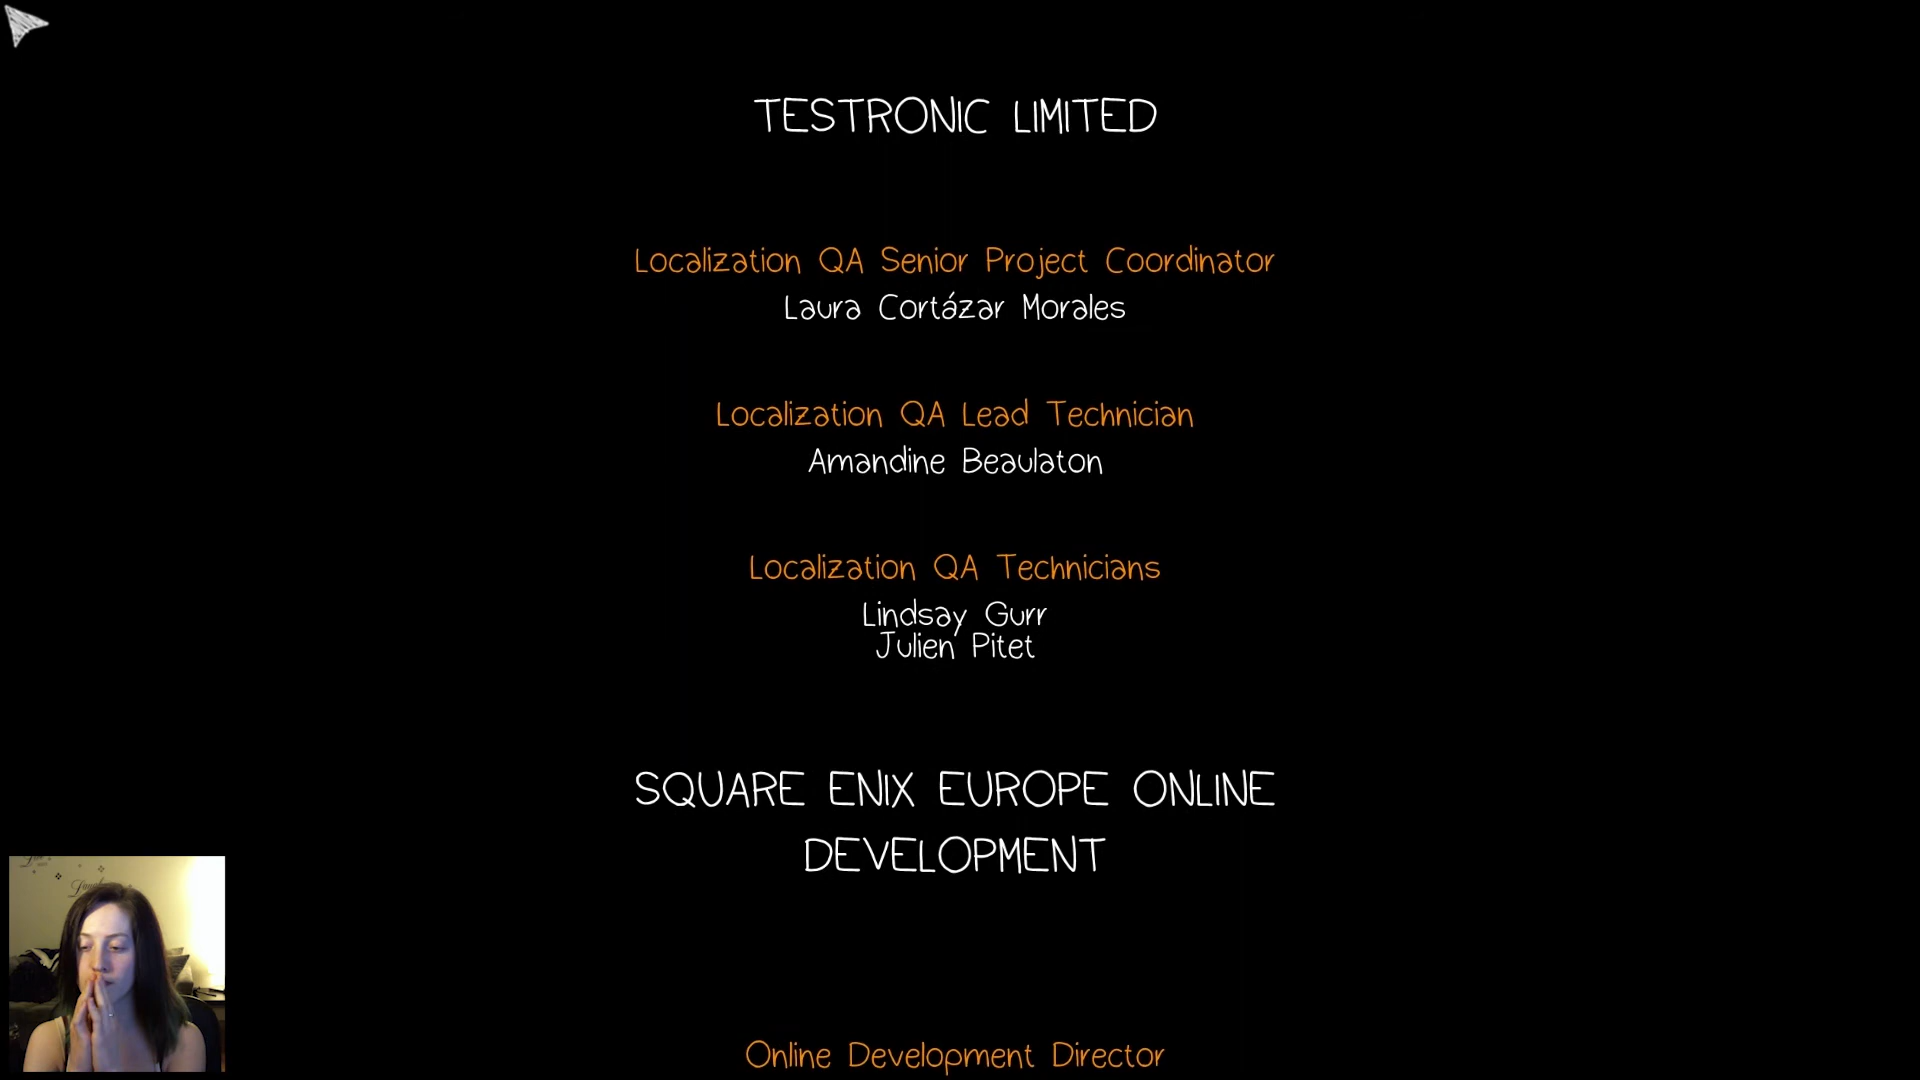 TESTRONIC LIMITED
Localization QA Senior Project Coordinator
Laura Cortázar Morales
Localization QA Lead Technician
Amandine Beaulaton
Localization QA Technicians
Lindsay Gurr
Julien Pitet
SQUARE ENIX EUROPE ONLINE
DEVELOPMENT
Online Development Director